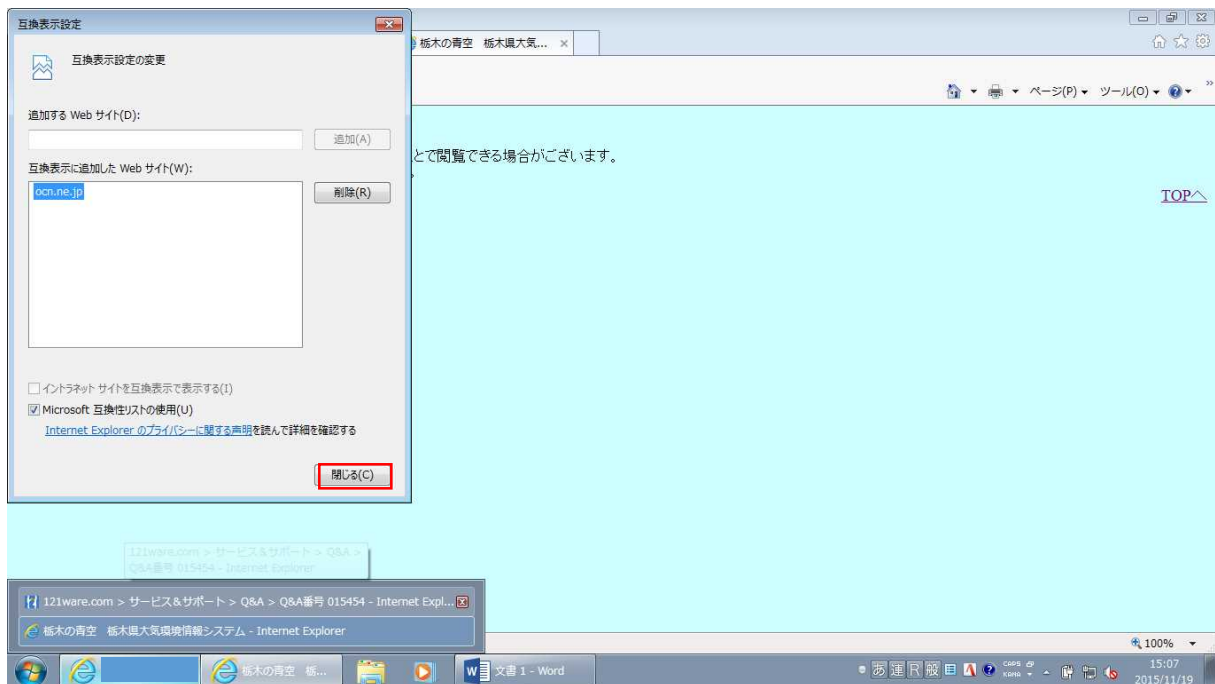 互換表示設定
栃木の青空 栃木県大気... ×
互換表示設定の変更
ページ(P) ツール(O) »
追加する Web サイト(D):
追加(A)
とで閲覧できる場合がございます。
互換表示に追加した Web サイト(W):
ocn.ne.jp
削除(R)
TOPへ
イントラネット サイトを互換表示で表示する(I)
Microsoft 互換性リストの使用(U)
Internet Explorer のプライバシーに関する声明を読んで詳細を確認する
閉じる(C)
121ware.com > サービス&サポート > Q&A >
Q&A番号 015454 - Internet Explorer
121ware.com > サービス&サポート > Q&A > Q&A番号 015454 - Internet Expl...
栃木の青空 栃木県大気環境情報システム - Internet Explorer
100%
栃木の青空 栃...
文書 1 - Word
あ 連 R 般
CAPS
KANA
15:07
2015/11/19